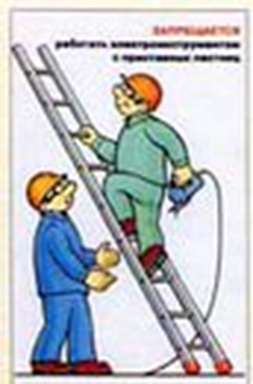 ЗАПРЕЩАЕТСЯ
работать электроинструментом
с приставных лестниц